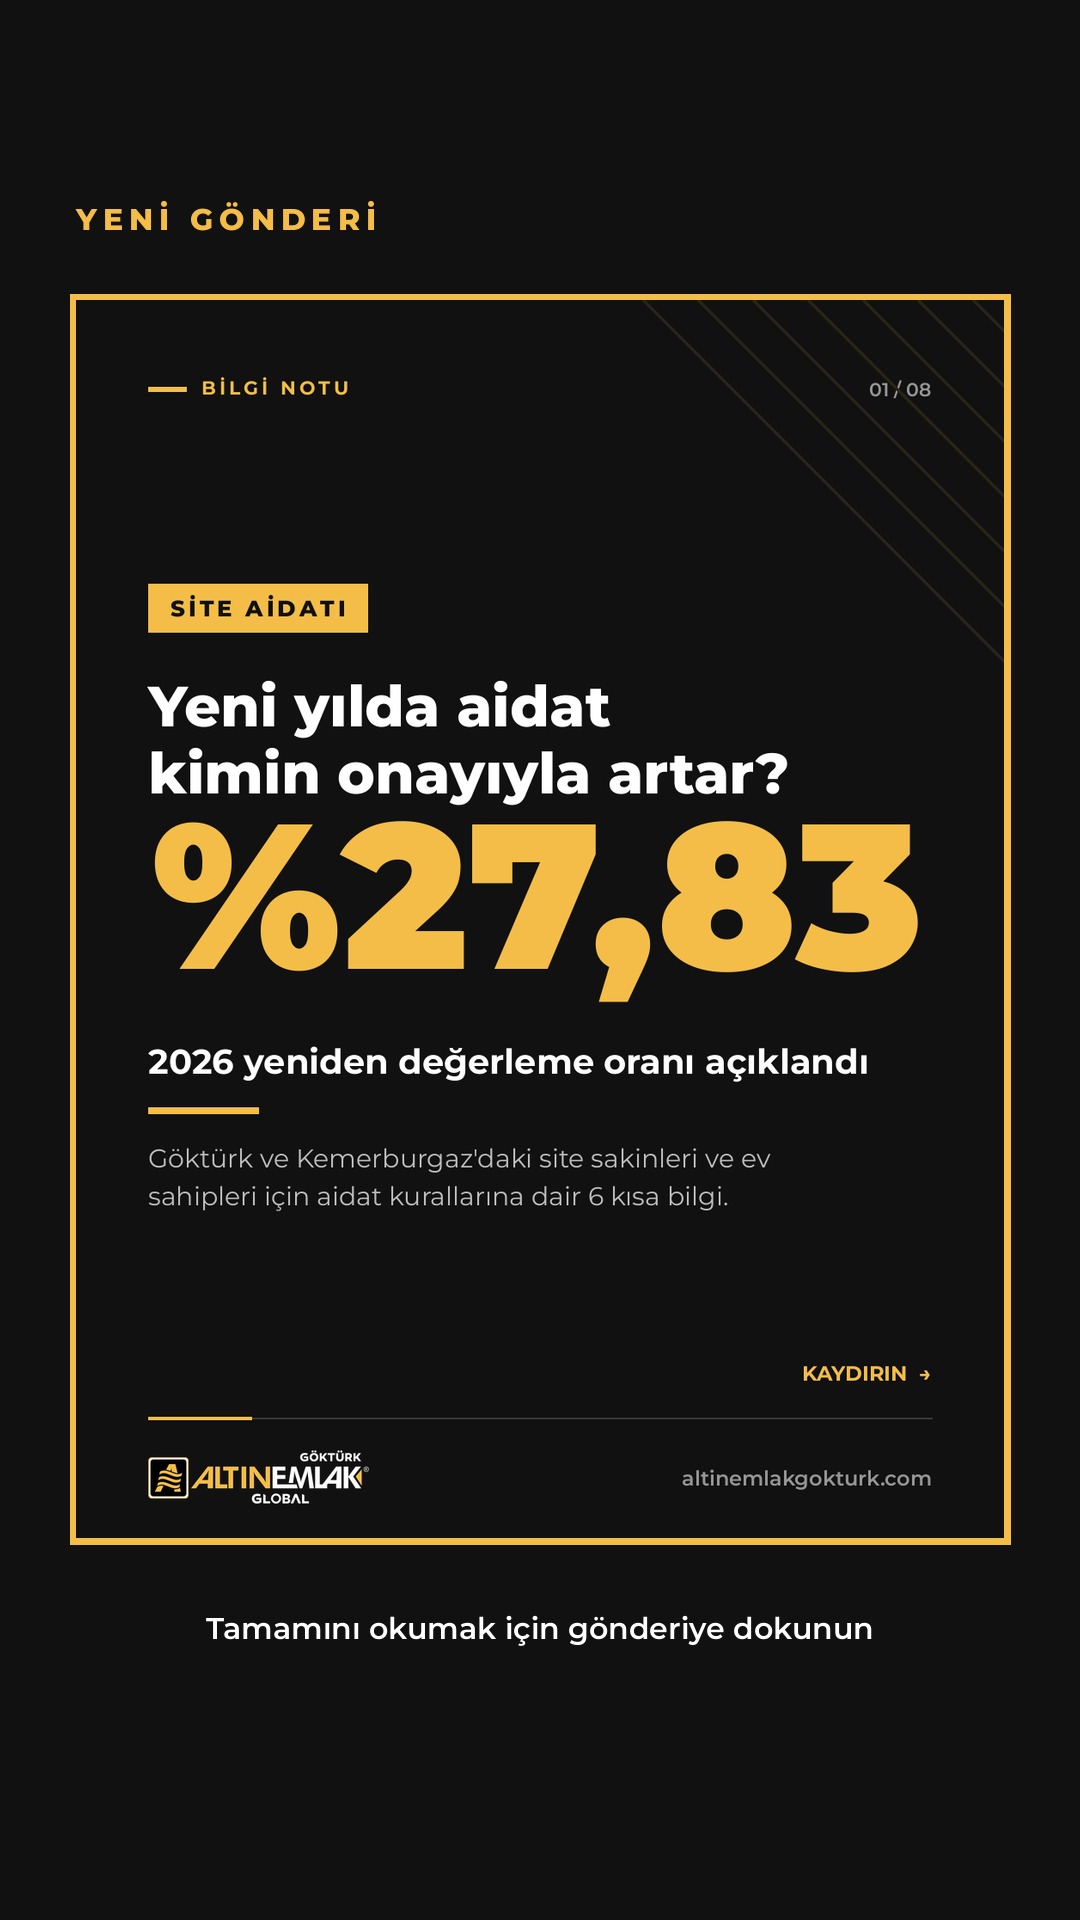 YENİ GÖNDERİ
BİLGİ NOTU
01 / 08
SİTE AİDATI
Yeni yılda aidat
kimin onayıyla artar?
%27,83
2026 yeniden değerleme oranı açıklandı
Göktürk ve Kemerburgaz'daki site sakinleri ve ev
sahipleri için aidat kurallarına dair 6 kısa bilgi.
KAYDIRIN →
GÖKTÜRK
ALTINEMLAK®
GLOBAL
altinemlakgokturk.com
Tamamını okumak için gönderiye dokunun